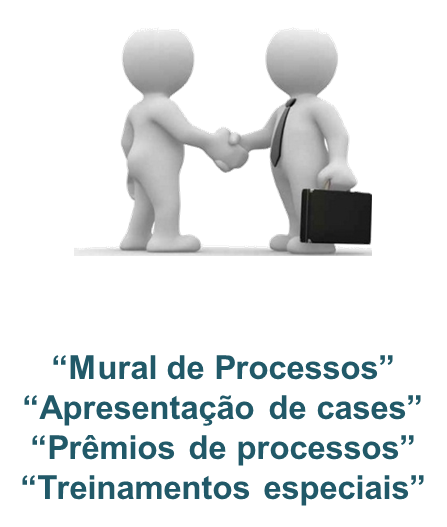 “Mural de Processos”
“Apresentação de cases”
“Prêmios de processos”
“Treinamentos especiais”